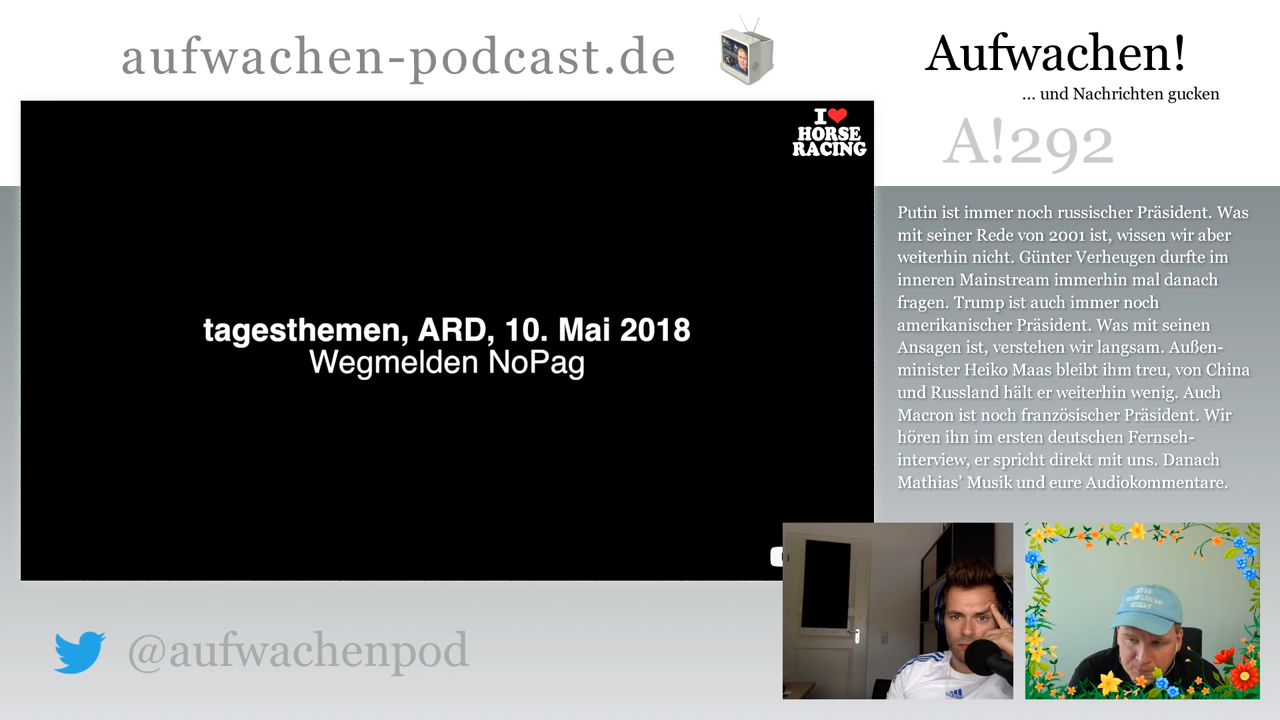 aufwachen-podcast.de
Aufwachen!
... und Nachrichten gucken
A!292
I
HORSE
RACING
tagesthemen, ARD, 10. Mai 2018
Wegmelden NoPag
Putin ist immer noch russischer Präsident. Was
mit seiner Rede von 2001 ist, wissen wir aber
weiterhin nicht. Günter Verheugen durfte im
inneren Mainstream immerhin mal danach
fragen. Trump ist auch immer noch
amerikanischer Präsident. Was mit seinen
Ansagen ist, verstehen wir langsam. Außen-
minister Heiko Maas bleibt ihm treu, von China
und Russland hält er weiterhin wenig. Auch
Macron ist noch französischer Präsident. Wir
hören ihn im ersten deutschen Fernseh-
interview, er spricht direkt mit uns. Danach
Mathias’ Musik und eure Audiokommentare.
@aufwachenpod